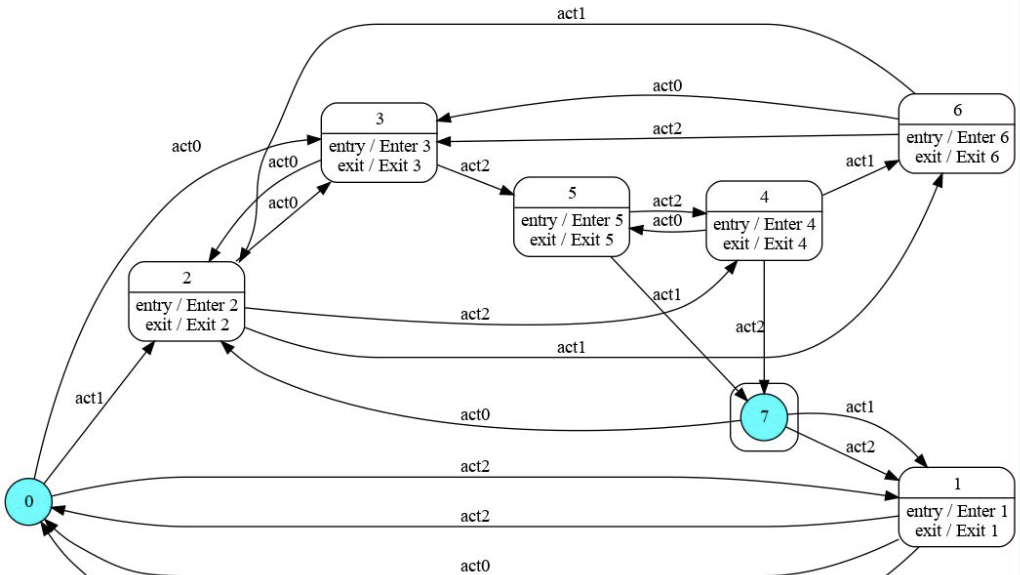 act1
6
entry / Enter 6
exit / Exit 6
act0
act2
3
entry / Enter 3
exit / Exit 3
act0
act0
act0
act2
act1
5
entry / Enter 5
exit / Exit 5
act2
act0
4
entry / Enter 4
exit / Exit 4
2
entry / Enter 2
exit / Exit 2
act2
act1
act2
act1
act1
act0
7
act1
act2
0
act2
act2
act0
1
entry / Enter 1
exit / Exit 1